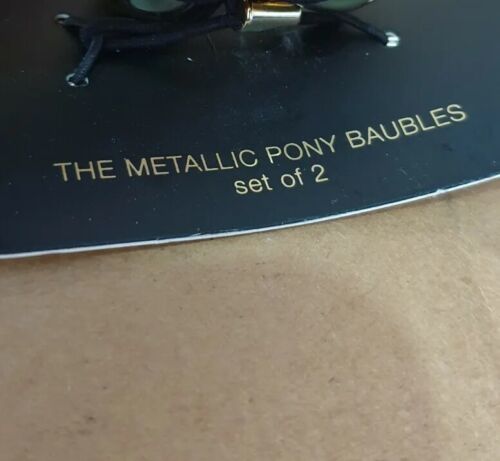 THE METALLIC PONY BAUBLES
set of 2